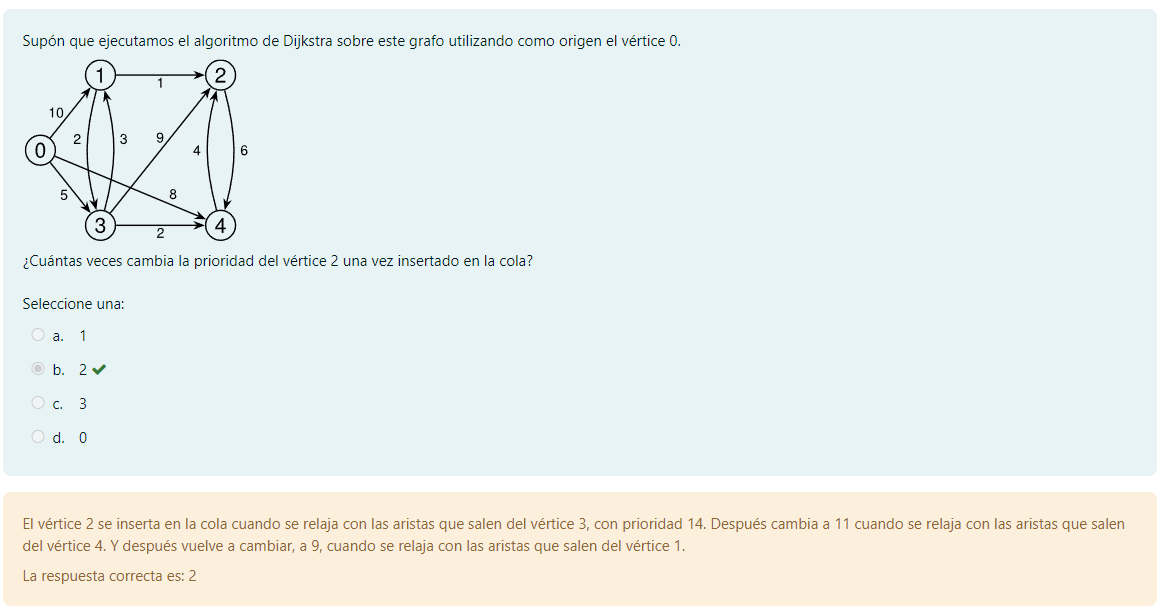 Supón que ejecutamos el algoritmo de Dijkstra sobre este grafo utilizando como origen el vértice 0.
1
2
1
10
2
3
9
4
6
0
5
8
3
4
2
¿Cuántas veces cambia la prioridad del vértice 2 una vez insertado en la cola?
Seleccione una:
a. 1
b. 2
c. 3
d. 0
El vértice 2 se inserta en la cola cuando se relaja con las aristas que salen del vértice 3, con prioridad 14. Después cambia a 11 cuando se relaja con las aristas que salen
del vértice 4. Y después vuelve a cambiar, a 9, cuando se relaja con las aristas que salen del vértice 1.
La respuesta correcta es: 2